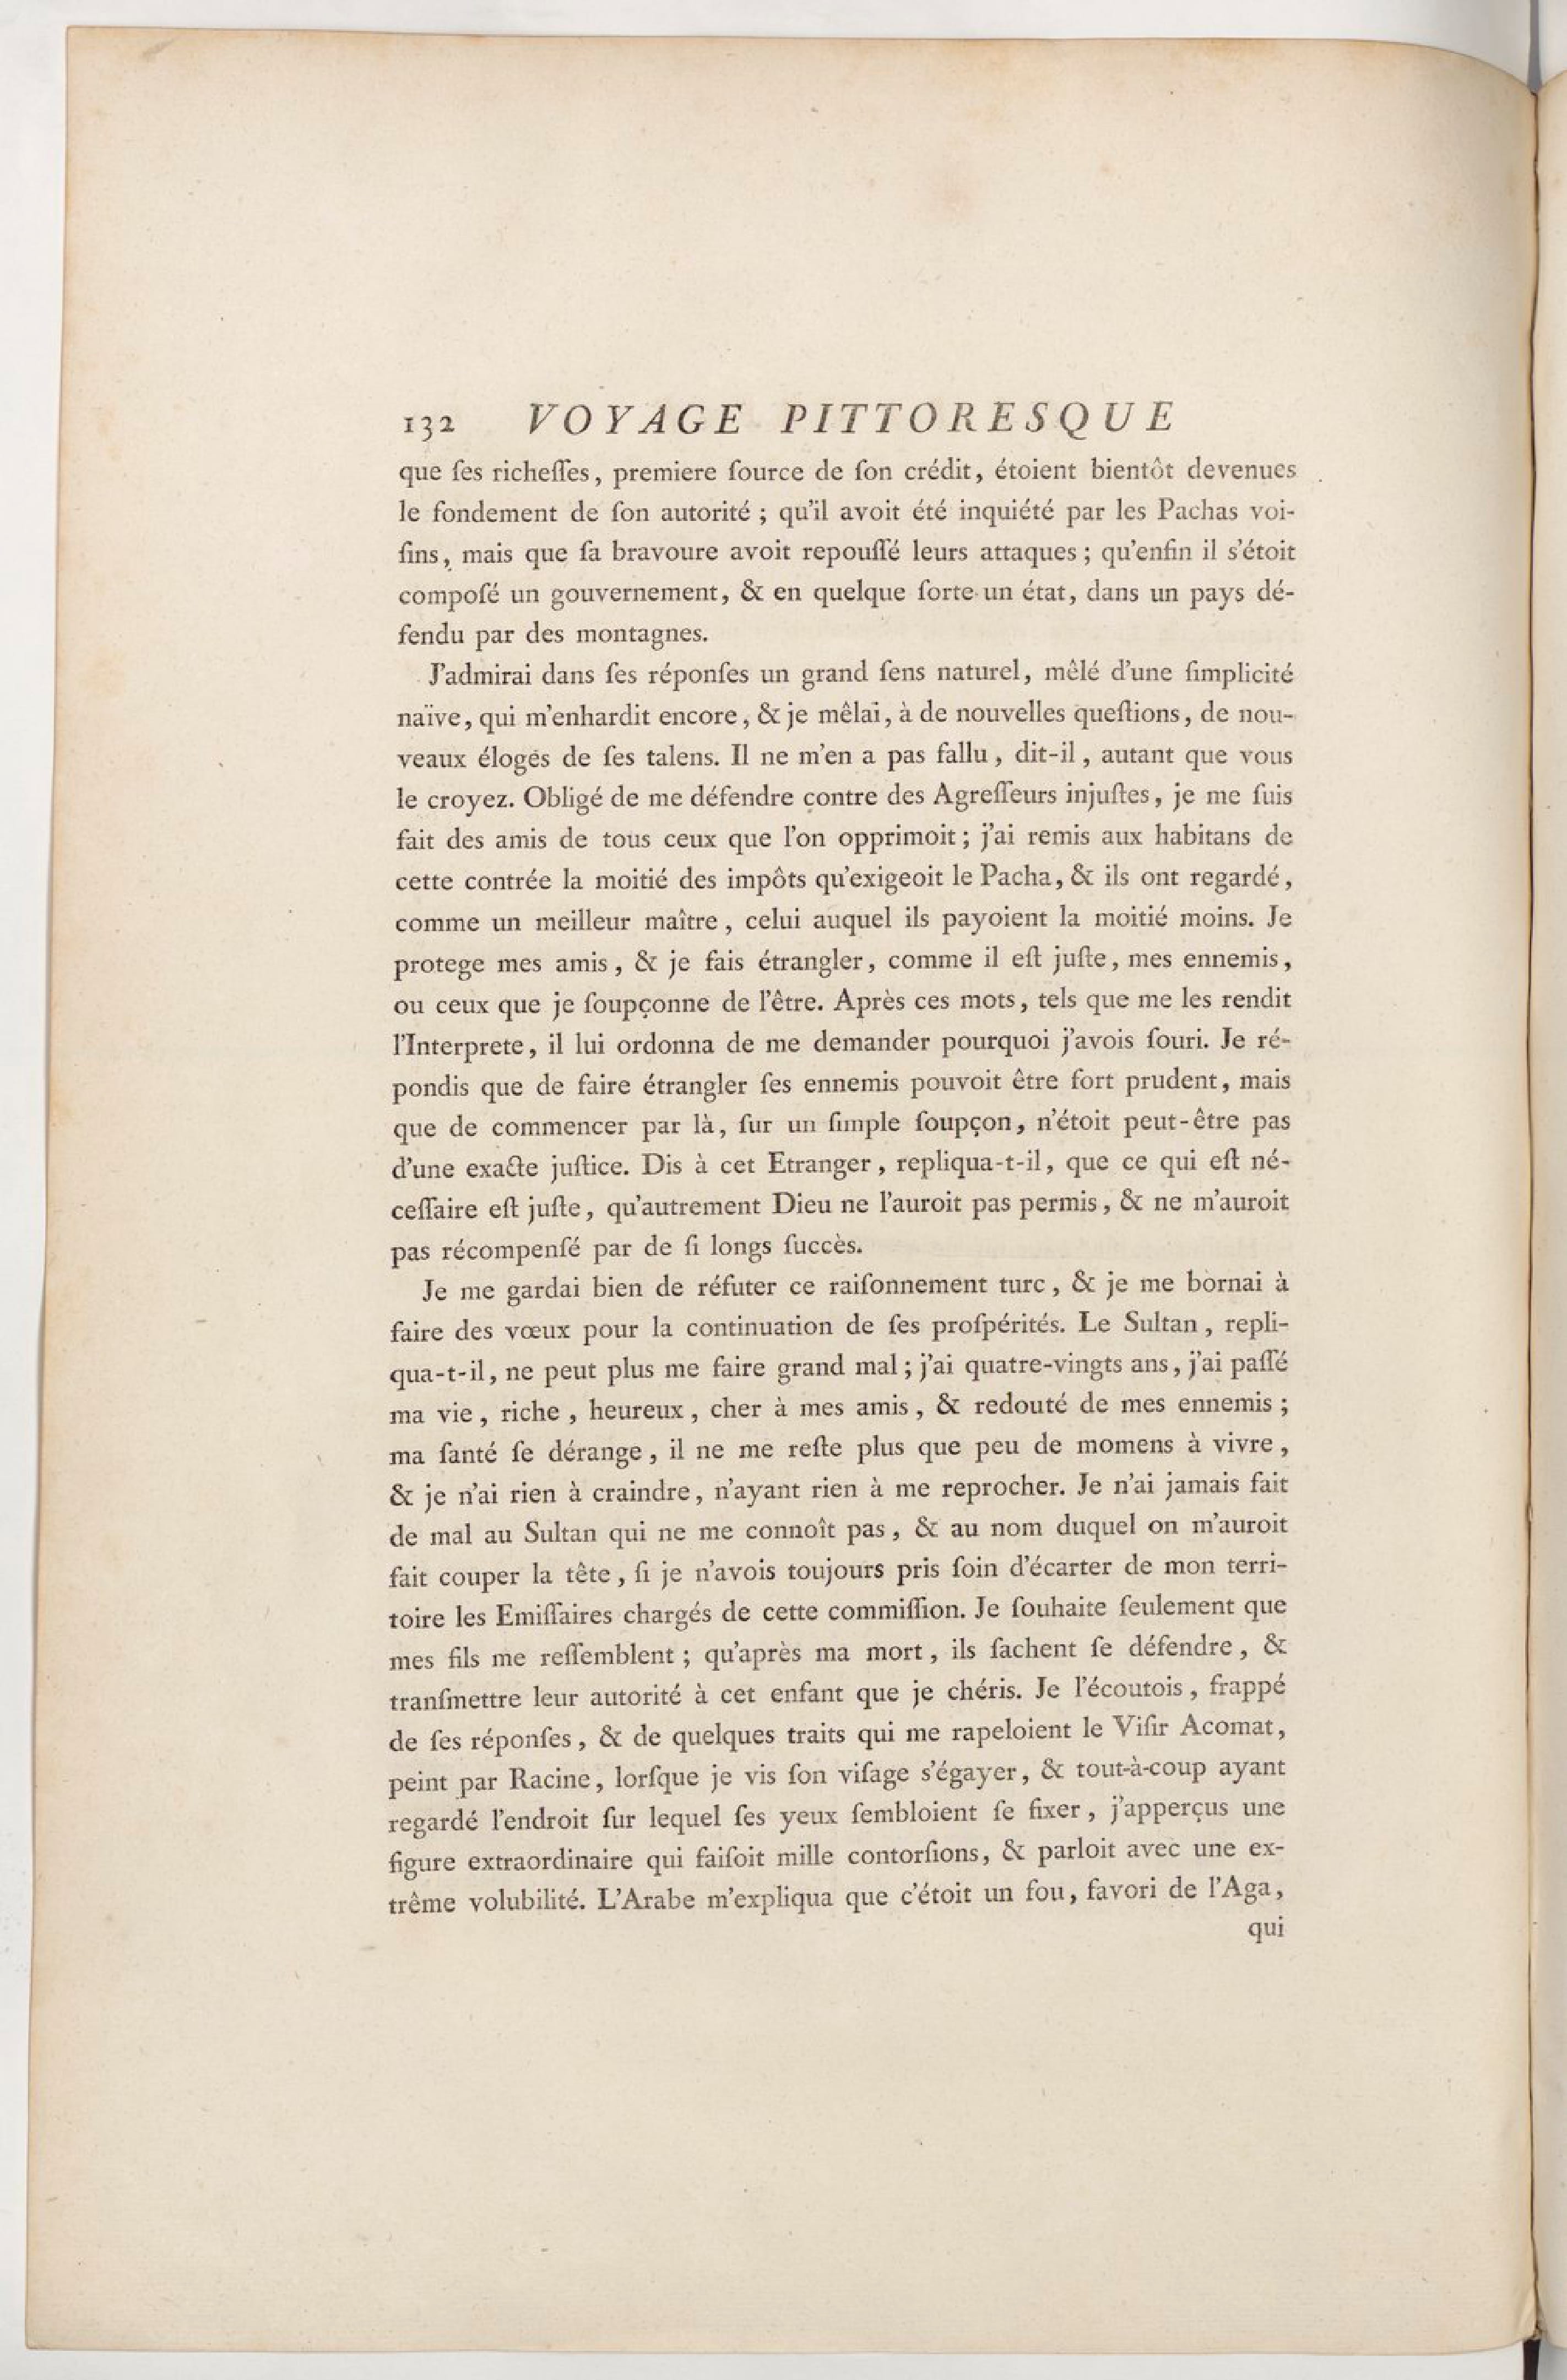 132 VOYAGE PITTORESQUE
que ſes richeſſes, premiere ſource de ſon crédit, étoient bientôt devenues
le fondement de ſon autorité ; qu'il avoit été inquiété par les Pachas voi-
ſins, mais que ſa bravoure avoit repouſſé leurs attaques ; qu'enfin il s'étoit
compoſé un gouvernement, & en quelque ſorte un état, dans un pays dé-
fendu par des montagnes.
J'admirai dans ſes réponſes un grand ſens naturel, mêlé d'une ſimplicité
naïve, qui m'enhardit encore, & je mêlai, à de nouvelles queſtions, de nou-
veaux éloges de ſes talens. Il ne m'en a pas fallu, dit-il, autant que vous
le croyez. Obligé de me défendre contre des Agreſſeurs injuſtes, je me ſuis
fait des amis de tous ceux que l'on opprimoit ; j'ai remis aux habitans de
cette contrée la moitié des impôts qu'exigeoit le Pacha, & ils ont regardé,
comme un meilleur maître, celui auquel ils payoient la moitié moins. Je
protege mes amis, & je fais étrangler, comme il eſt juſte, mes ennemis,
ou ceux que je ſoupçonne de l'être. Après ces mots, tels que me les rendit
l'Interprete, il lui ordonna de me demander pourquoi j'avois ſouri. Je ré-
pondis que de faire étrangler ſes ennemis pouvoit être fort prudent, mais
que de commencer par là, ſur un ſimple ſoupçon, n'étoit peut-être pas
d'une exacte juſtice. Dis à cet Etranger, repliqua-t-il, que ce qui eſt né-
ceſſaire eſt juſte, qu'autrement Dieu ne l'auroit pas permis, & ne m'auroit
pas récompenſé par de ſi longs ſuccès.
Je me gardai bien de réfuter ce raiſonnement turc, & je me bornai à
faire des vœux pour la continuation de ſes proſpérités. Le Sultan, repli-
qua-t-il, ne peut plus me faire grand mal ; j'ai quatre-vingts ans, j'ai paſſé
ma vie, riche, heureux, cher à mes amis, & redouté de mes ennemis ;
ma ſanté ſe dérange, il ne me reſte plus que peu de momens à vivre,
& je n'ai rien à craindre, n'ayant rien à me reprocher. Je n'ai jamais fait
de mal au Sultan qui ne me connoît pas, & au nom duquel on m'auroit
fait couper la tête, ſi je n'avois toujours pris ſoin d'écarter de mon terri-
toire les Emiſſaires chargés de cette commiſſion. Je ſouhaite ſeulement que
mes fils me reſſemblent ; qu'après ma mort, ils ſachent ſe défendre, &
tranſmettre leur autorité à cet enfant que je chéris. Je l'écoutois, frappé
de ſes réponſes, & de quelques traits qui me rapeloient le Viſir Acomat,
peint par Racine, lorſque je vis ſon viſage s'égayer, & tout-à-coup ayant
regardé l'endroit ſur lequel ſes yeux ſembloient ſe fixer, j'apperçus une
figure extraordinaire qui faiſoit mille contorſions, & parloit avec une ex-
trême volubilité. L'Arabe m'expliqua que c'étoit un fou, favori de l'Aga,
qui